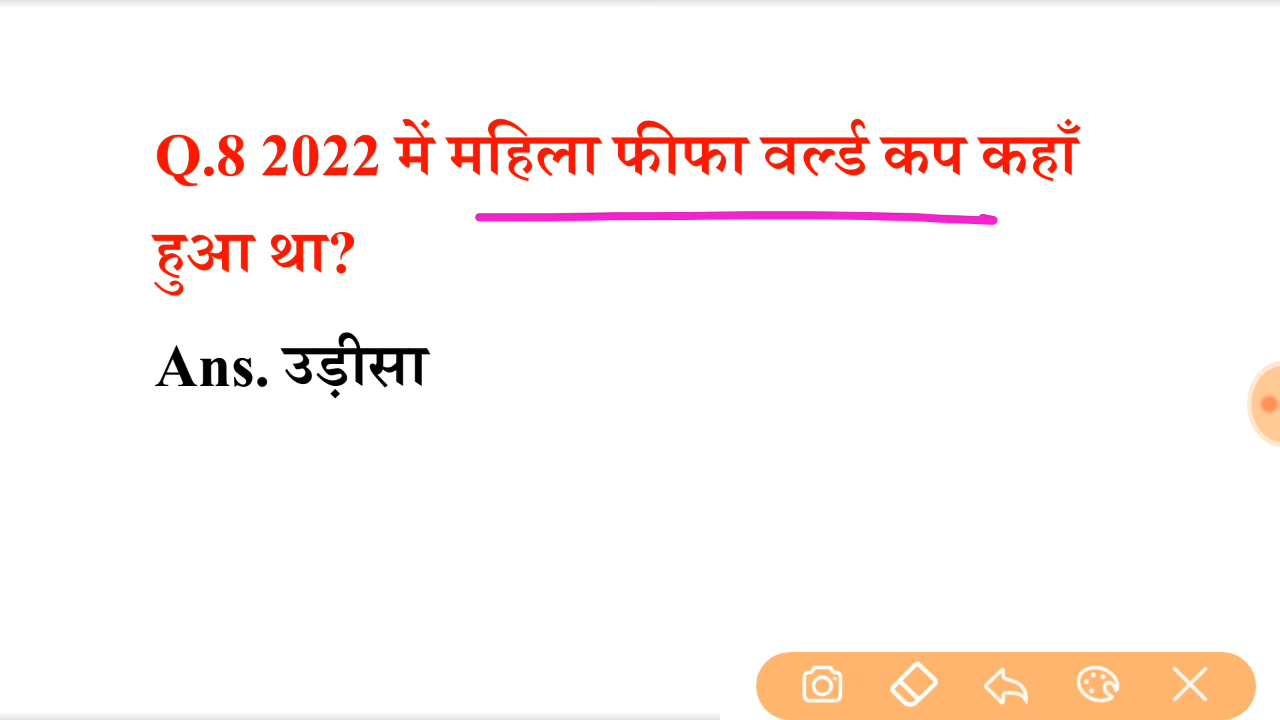 Q.8 2022 में महिला फीफा वर्ल्ड कप कहाँ
हुआ था?
Ans. उड़ीसा